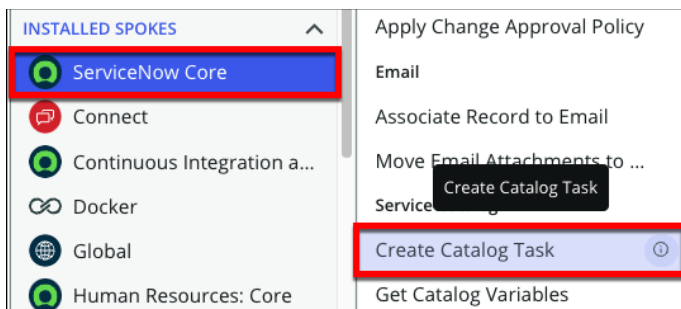 INSTALLED SPOKES
ServiceNow Core
Connect
Continuous Integration a...
Docker
Global
Human Resources: Core
Apply Change Approval Policy
Email
Associate Record to Email
Move Email Attachments to ...
Create Catalog Task
Service
Create Catalog Task
Get Catalog Variables